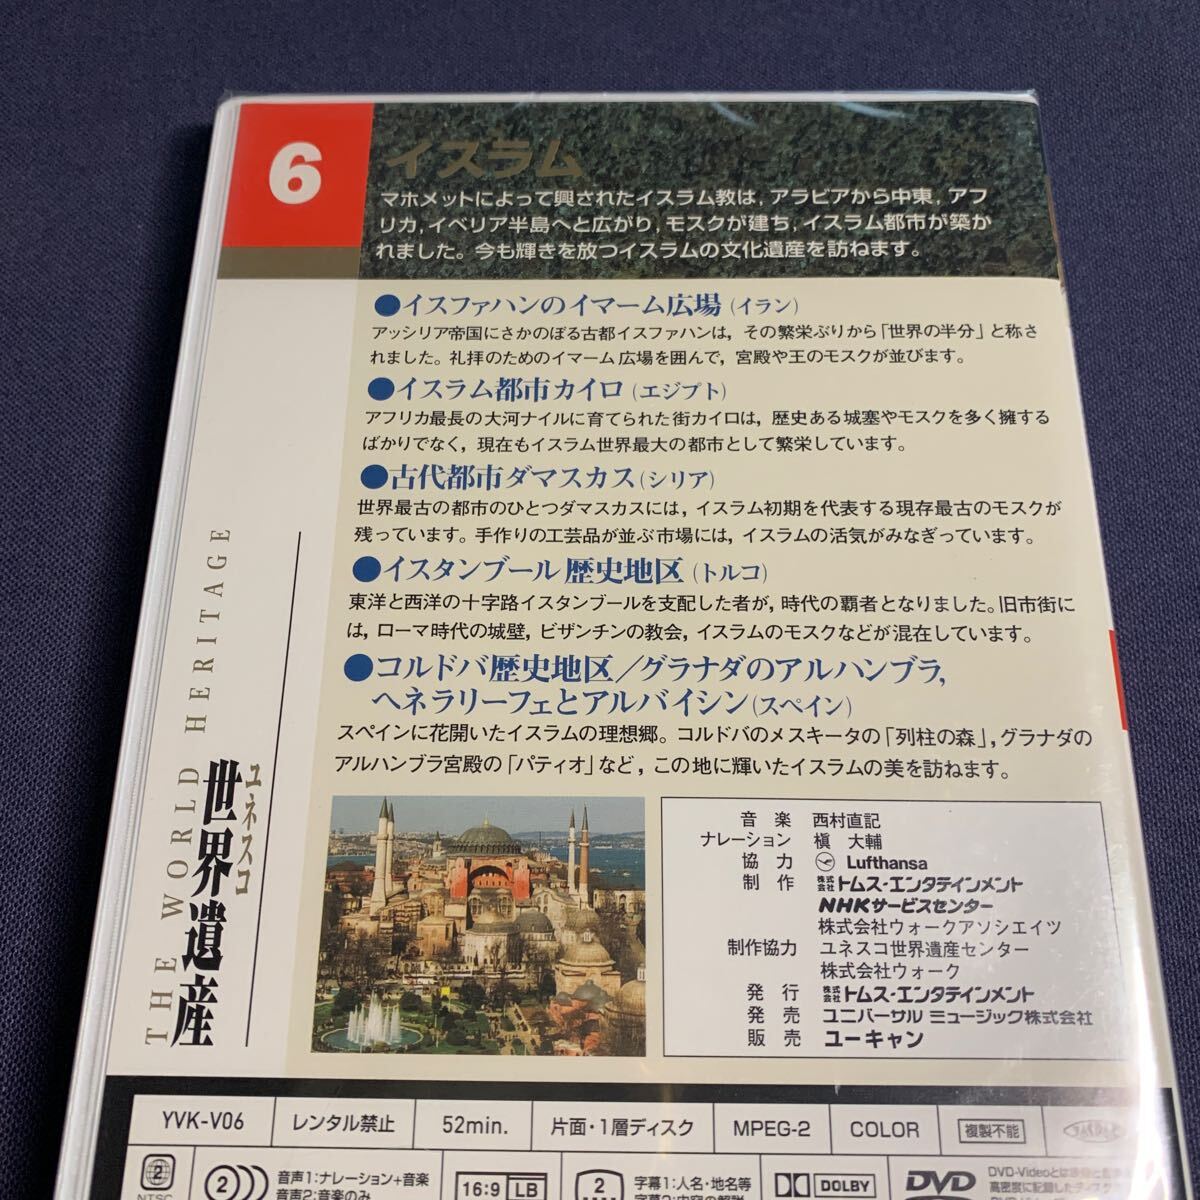 6
イスラム
マホメットによって興されたイスラム教は，アラビアから中東，アフ
リカ，イベリア半島へと広がり，モスクが建ち，イスラム都市が築か
れました。今も輝きを放つイスラムの文化遺産を訪ねます。
●イスファハンのイマーム広場（イラン）
アッシリア帝国にさかのぼる古都イスファハンは，その繁栄ぶりから「世界の半分」と称さ
れました。礼拝のためのイマーム広場を囲んで，宮殿や王のモスクが並びます。
●イスラム都市カイロ（エジプト）
アフリカ最長の大河ナイルに育てられた街カイロは，歴史ある城塞やモスクを多く擁する
ばかりでなく，現在もイスラム世界最大の都市として繁栄しています。
●古代都市ダマスカス（シリア）
世界最古の都市のひとつダマスカスには，イスラム初期を代表する現存最古のモスクが
残っています。手作りの工芸品が並ぶ市場には，イスラムの活気がみなぎっています。
●イスタンブール歴史地区（トルコ）
東洋と西洋の十字路イスタンブールを支配した者が，時代の覇者となりました。旧市街に
は，ローマ時代の城壁，ビザンチンの教会，イスラムのモスクなどが混在しています。
●コルドバ歴史地区／グラナダのアルハンブラ，
ヘネラリーフェとアルバイシン（スペイン）
スペインに花開いたイスラムの理想郷。コルドバのメスキータの「列柱の森」，グラナダの
アルハンブラ宮殿の「パティオ」など，この地に輝いたイスラムの美を訪ねます。
THE WORLD HERITAGE
ユネスコ
世界遺産
音楽 西村直記
ナレーション 槇 大輔
協力 Lufthansa
制作 株式会社トムス・エンタテインメント
NHKサービスセンター
株式会社ウォークアソシエイツ
制作協力 ユネスコ世界遺産センター
株式会社ウォーク
発行 株式会社トムス・エンタテインメント
発売 ユニバーサル ミュージック株式会社
販売 ユーキャン
YVK-V06 レンタル禁止 52min. 片面・1層ディスク MPEG-2 COLOR 複製不能
2 NTSC
2))) 音声1：ナレーション+音楽
音声2：音楽のみ
16:9 LB
2 字幕1：人名・地名等
字幕2：内容の解説
DOLBY
DVD